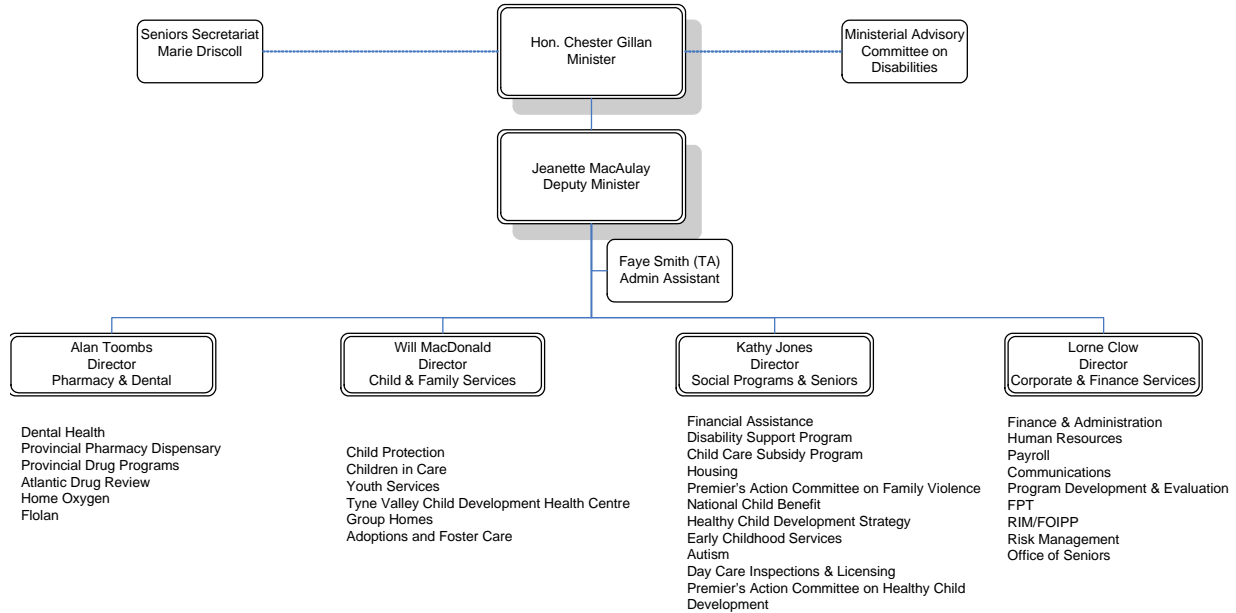 Seniors Secretariat
Marie Driscoll
Hon. Chester Gillan
Minister
Ministerial Advisory
Committee on
Disabilities
Jeanette MacAulay
Deputy Minister
Faye Smith (TA)
Admin Assistant
Alan Toombs
Director
Pharmacy & Dental
Will MacDonald
Director
Child & Family Services
Kathy Jones
Director
Social Programs & Seniors
Lorne Clow
Director
Corporate & Finance Services
Dental Health
Provincial Pharmacy Dispensary
Provincial Drug Programs
Atlantic Drug Review
Home Oxygen
Flolan
Child Protection
Children in Care
Youth Services
Tyne Valley Child Development Health Centre
Group Homes
Adoptions and Foster Care
Financial Assistance
Disability Support Program
Child Care Subsidy Program
Housing
Premier's Action Committee on Family Violence
National Child Benefit
Healthy Child Development Strategy
Early Childhood Services
Autism
Day Care Inspections & Licensing
Premier's Action Committee on Healthy Child
Development
Finance & Administration
Human Resources
Payroll
Communications
Program Development & Evaluation
FPT
RIM/FOIPP
Risk Management
Office of Seniors